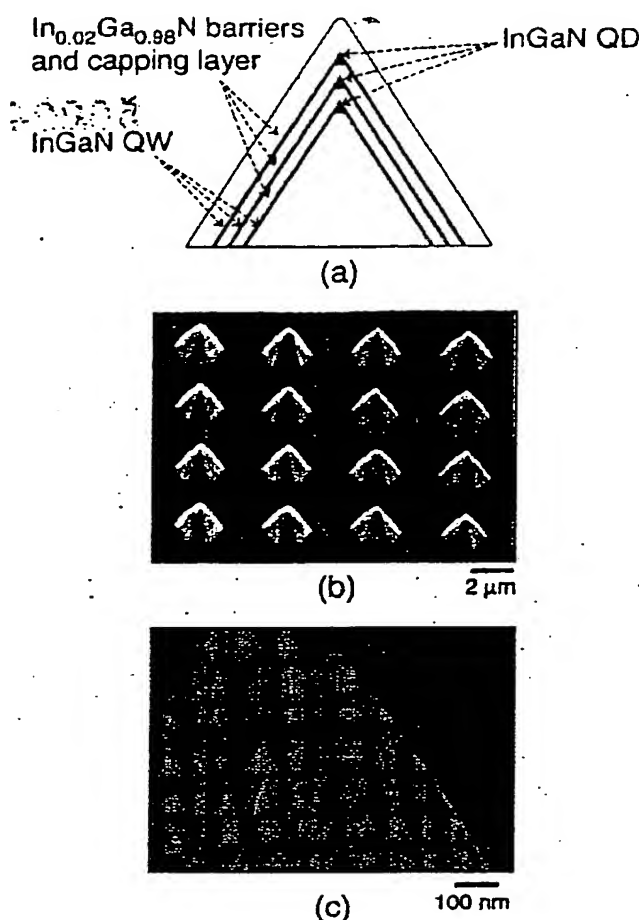 In0.02Ga0.98N barriers
and capping layer
InGaN QD
InGaN QW
(a)
(b)
2 μm
(c)
100 nm